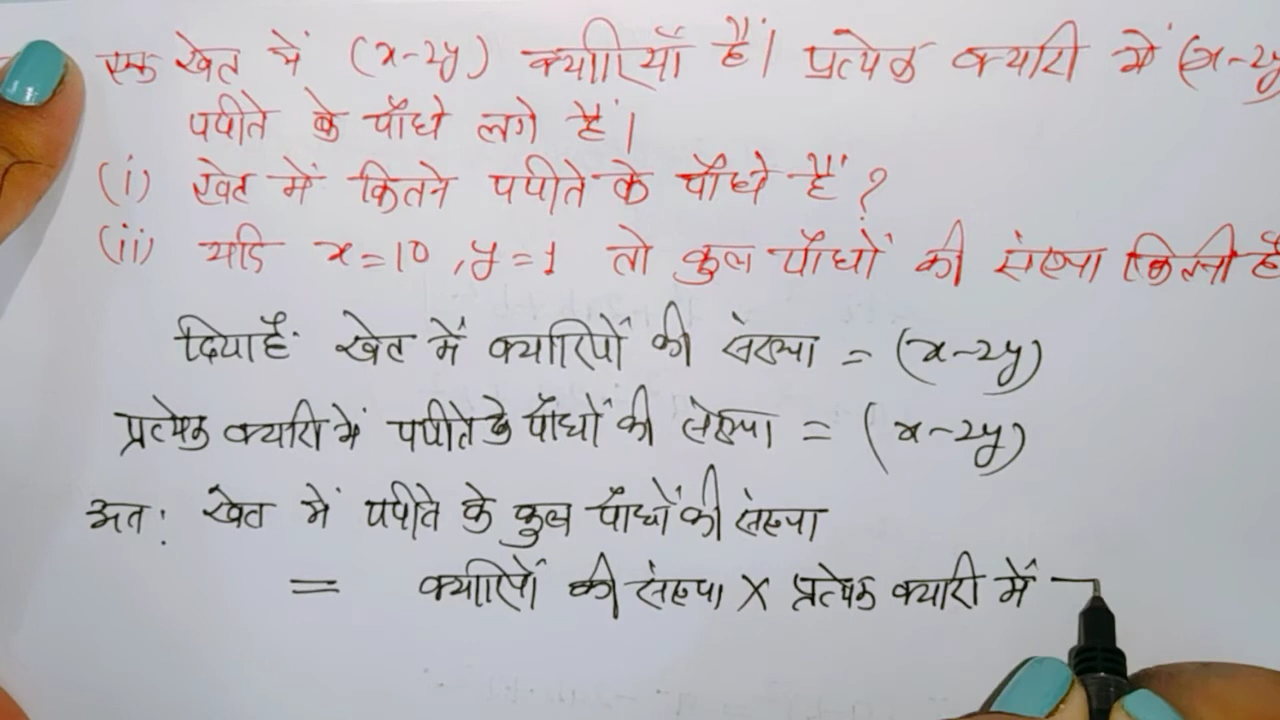 एक खेत में (x-2y) क्यारियाँ हैं। प्रत्येक क्यारी में (x-2y
पपीते के पौधे लगे हैं।
(i) खेत में कितने पपीते के पौधे हैं ?
(ii) यदि x=10 , y=1 तो कुल पौधों की संख्या कितनी है
दिया है: खेत में क्यारियों की संख्या = (x-2y)
प्रत्येक क्यारी में पपीते के पौधों की संख्या = (x-2y)
अत: खेत में पपीते के कुल पौधों की संख्या
= क्यारियों की संख्या X प्रत्येक क्यारी में